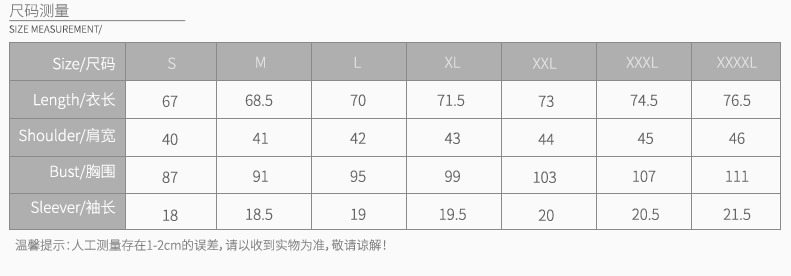 尺码测量
SIZE MEASUREMENT/
Size/尺码 S M L XL XXL XXXL XXXXL
Length/衣长 67 68.5 70 71.5 73 74.5 76.5
Shoulder/肩宽 40 41 42 43 44 45 46
Bust/胸围 87 91 95 99 103 107 111
Sleever/袖长 18 18.5 19 19.5 20 20.5 21.5
温馨提示：人工测量存在1-2cm的误差，请以收到实物为准，敬请谅解！